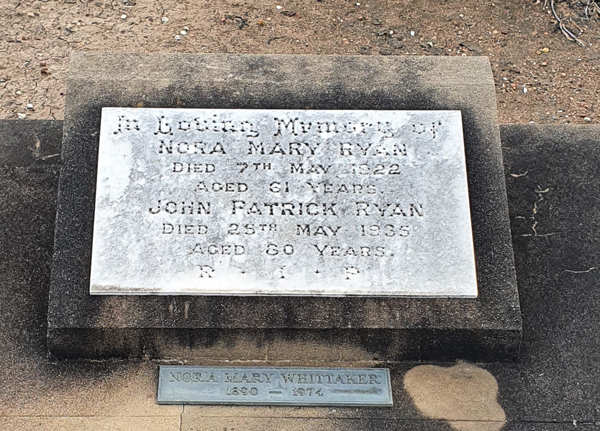 In Loving Memory of
NORA MARY RYAN
DIED 7TH MAY 1922
AGED 61 YEARS.
JOHN PATRICK RYAN
DIED 25TH MAY 1935
AGED 80 YEARS.
R · I · P
NORA MARY WHITTAKER
1890 — 1974